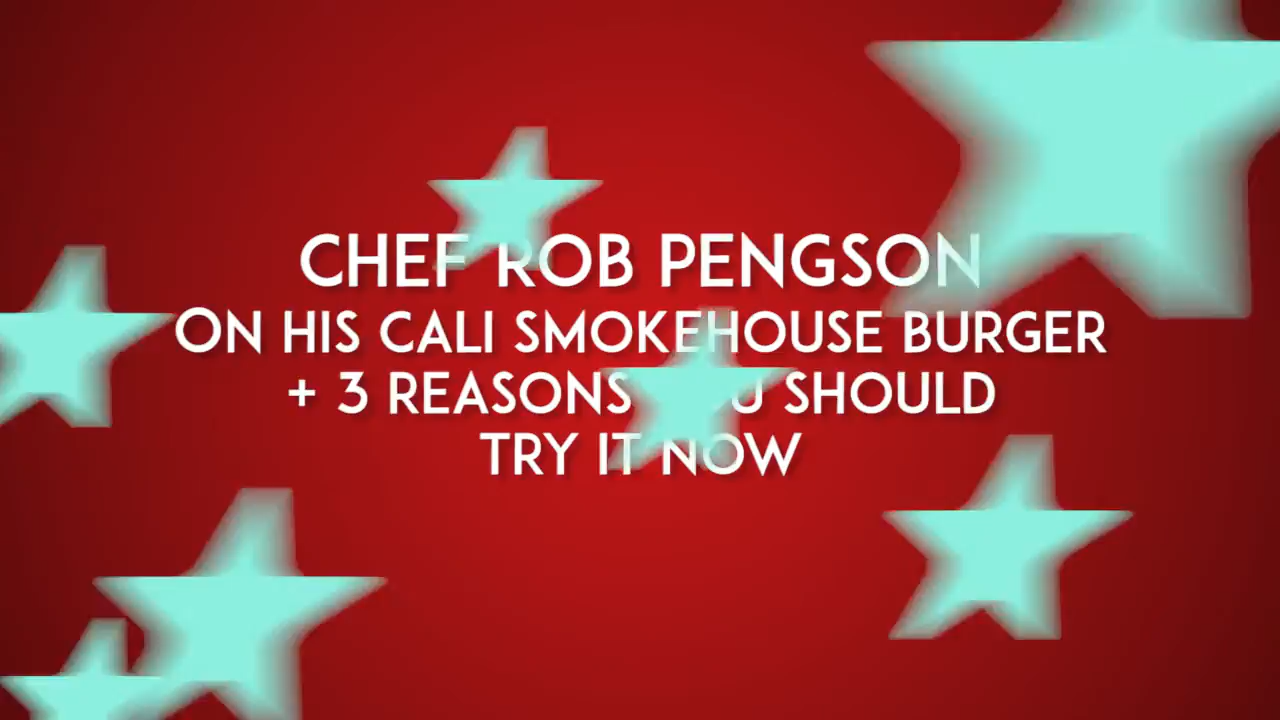 CHEF ROB PENGSON
ON HIS CALI SMOKEHOUSE BURGER
+ 3 REASONS SHOULD
TRY IT NOW